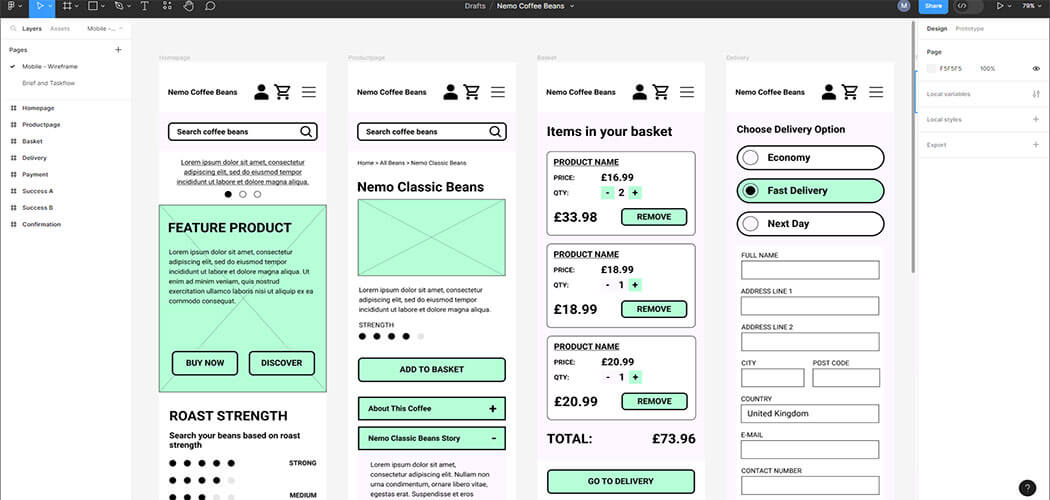 Drafts / Nemo Coffee Beans
M
Share
79%
Layers
Assets
Mobile - ...
Pages
Mobile - Wireframe
Brief and Taskflow
Homepage
Productpage
Basket
Delivery
Payment
Success A
Success B
Confirmation
Homepage
Nemo Coffee Beans
Search coffee beans
Lorem ipsum dolor sit amet, consectetur
adipiscing elit, sed do eiusmod tempor
incididunt ut labore et dolore magna aliqua.
FEATURE PRODUCT
Lorem ipsum dolor sit amet, consectetur
adipiscing elit, sed do eiusmod tempor
incididunt ut labore et dolore magna aliqua. Ut
enim ad minim veniam, quis nostrud
exercitation ullamco laboris nisi ut aliquip ex ea
commodo consequat.
BUY NOW
DISCOVER
ROAST STRENGTH
Search your beans based on roast
strength
STRONG
MEDIUM
Productpage
Nemo Coffee Beans
Search coffee beans
Home > All Beans > Nemo Classic Beans
Nemo Classic Beans
Lorem ipsum dolor sit amet, consectetur
adipiscing elit, sed do eiusmod tempor
incididunt ut labore et dolore magna aliqua.
STRENGTH
ADD TO BASKET
About This Coffee +
Nemo Classic Beans Story -
Lorem ipsum dolor sit amet, consectetur
adipiscing elit. Nullam non
urna commodo, ornare libero vitae,
egestas erat. Suspendisse et eros
Basket
Nemo Coffee Beans
Items in your basket
PRODUCT NAME
PRICE: £16.99
QTY: - 2 +
£33.98 REMOVE
PRODUCT NAME
PRICE: £18.99
QTY: - 1 +
£18.99 REMOVE
PRODUCT NAME
PRICE: £20.99
QTY: - 1 +
£20.99 REMOVE
TOTAL: £73.96
GO TO DELIVERY
Delivery
Nemo Coffee Beans
Choose Delivery Option
Economy
Fast Delivery
Next Day
FULL NAME
ADDRESS LINE 1
ADDRESS LINE 2
CITY
POST CODE
COUNTRY
United Kingdom
E-MAIL
CONTACT NUMBER
Design
Prototype
Page
F5F5F5 100%
Local variables
Local styles +
Export +
?